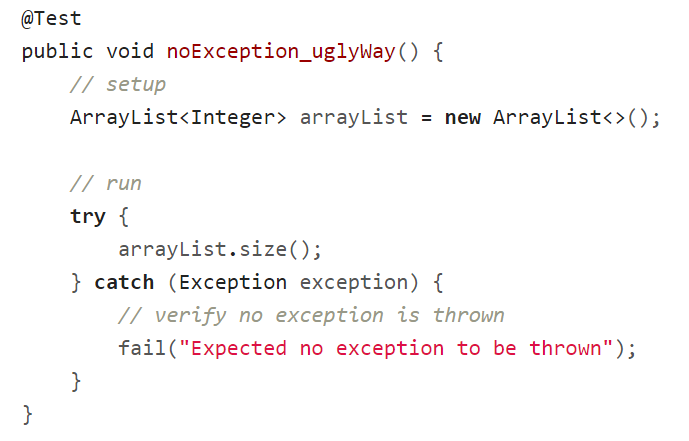 @Test
public void noException_uglyWay() {
    // setup
    ArrayList<Integer> arrayList = new ArrayList<>();

    // run
    try {
        arrayList.size();
    } catch (Exception exception) {
        // verify no exception is thrown
        fail("Expected no exception to be thrown");
    }
}